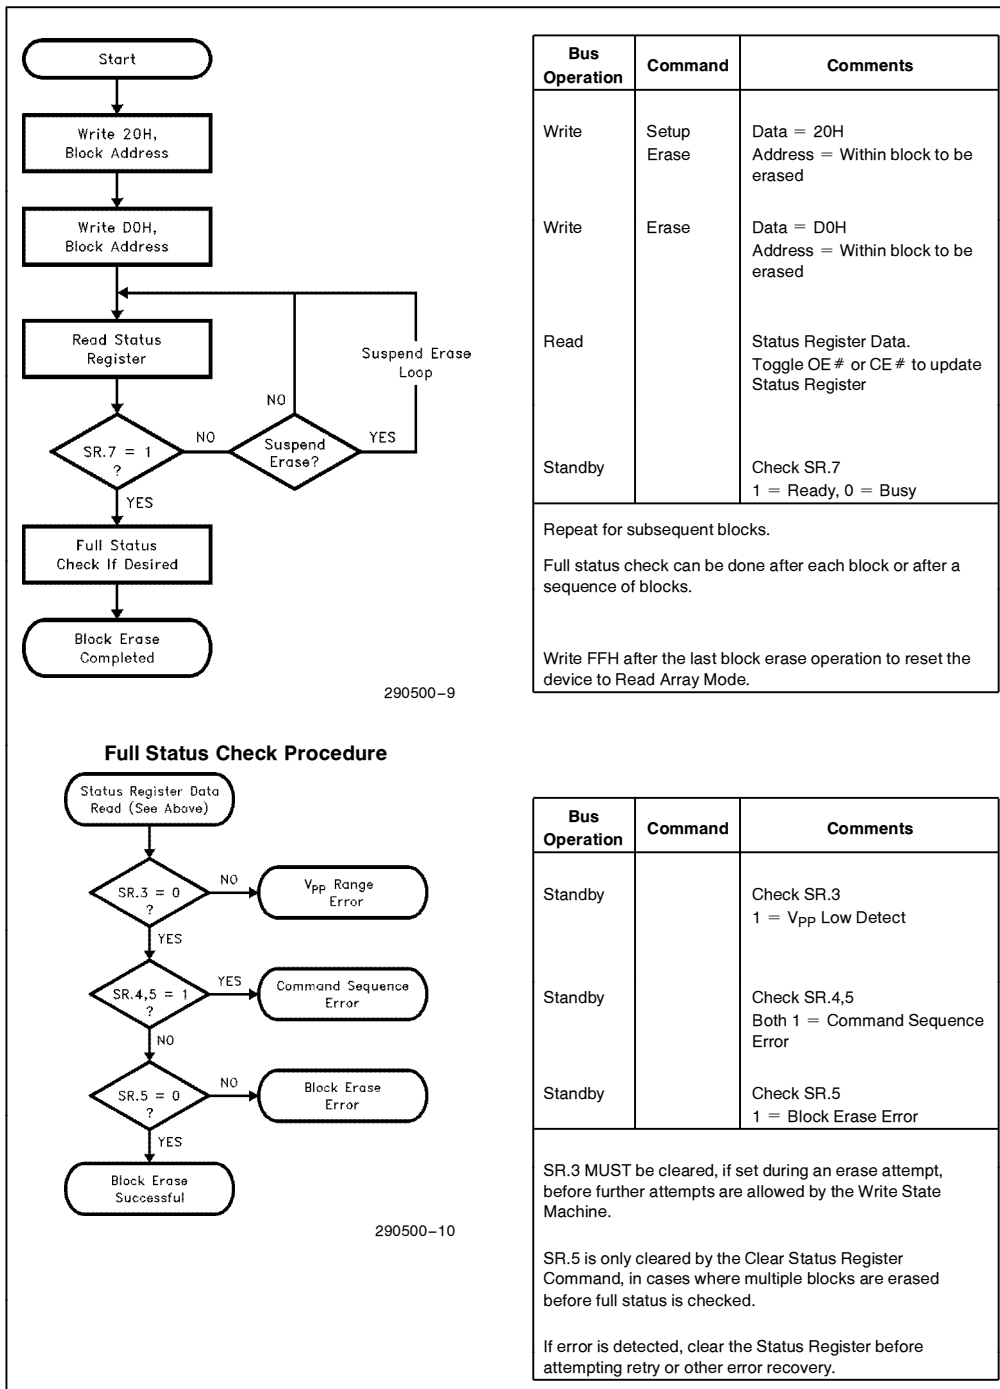 Start
Write 20H,
Block Address
Write D0H,
Block Address
Read Status
Register
Suspend Erase
Loop
NO
SR.7 = 1
?
NO
Suspend
Erase?
YES
YES
Full Status
Check If Desired
Block Erase
Completed
290500–9
Bus
Operation
Command
Comments
Write
Setup
Erase
Data = 20H
Address = Within block to be
erased
Write
Erase
Data = D0H
Address = Within block to be
erased
Read
Status Register Data.
Toggle OE# or CE# to update
Status Register
Standby
Check SR.7
1 = Ready, 0 = Busy
Repeat for subsequent blocks.
Full status check can be done after each block or after a
sequence of blocks.
Write FFH after the last block erase operation to reset the
device to Read Array Mode.
Full Status Check Procedure
Status Register Data
Read (See Above)
SR.3 = 0
?
NO
VPP Range
Error
YES
SR.4,5 = 1
?
YES
Command Sequence
Error
NO
SR.5 = 0
?
NO
Block Erase
Error
YES
Block Erase
Successful
290500–10
Bus
Operation
Command
Comments
Standby
Check SR.3
1 = VPP Low Detect
Standby
Check SR.4,5
Both 1 = Command Sequence
Error
Standby
Check SR.5
1 = Block Erase Error
SR.3 MUST be cleared, if set during an erase attempt,
before further attempts are allowed by the Write State
Machine.
SR.5 is only cleared by the Clear Status Register
Command, in cases where multiple blocks are erased
before full status is checked.
If error is detected, clear the Status Register before
attempting retry or other error recovery.